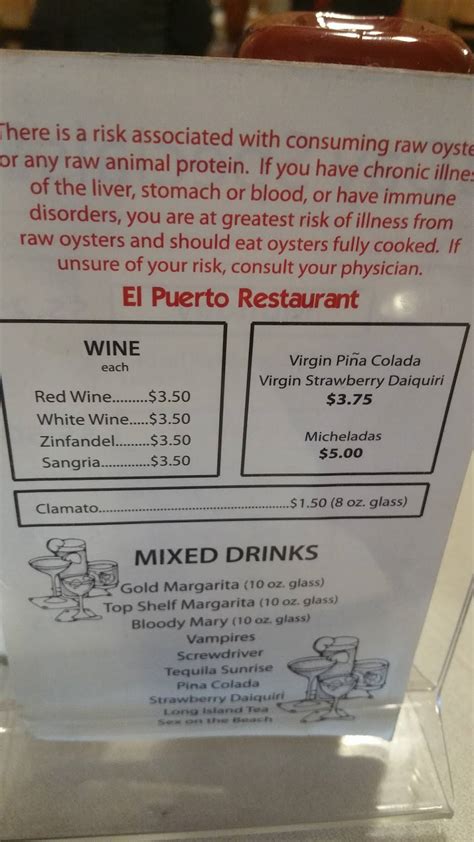 There is a risk associated with consuming raw oyste
or any raw animal protein. If you have chronic illnes
of the liver, stomach or blood, or have immune
disorders, you are at greatest risk of illness from
raw oysters and should eat oysters fully cooked. If
unsure of your risk, consult your physician.
El Puerto Restaurant
WINE
each
Red Wine.........$3.50
White Wine.....$3.50
Zinfandel........$3.50
Sangria.............$3.50
Virgin Piña Colada
Virgin Strawberry Daiquiri
$3.75
Micheladas
$5.00
Clamato..................................................$1.50 (8 oz. glass)
MIXED DRINKS
Gold Margarita (10 oz. glass)
Top Shelf Margarita (10 oz. glass)
Bloody Mary (10 oz. glass)
Vampires
Screwdriver
Tequila Sunrise
Pina Colada
Strawberry Daiquiri
Long Island Tea
Sex on the Beach